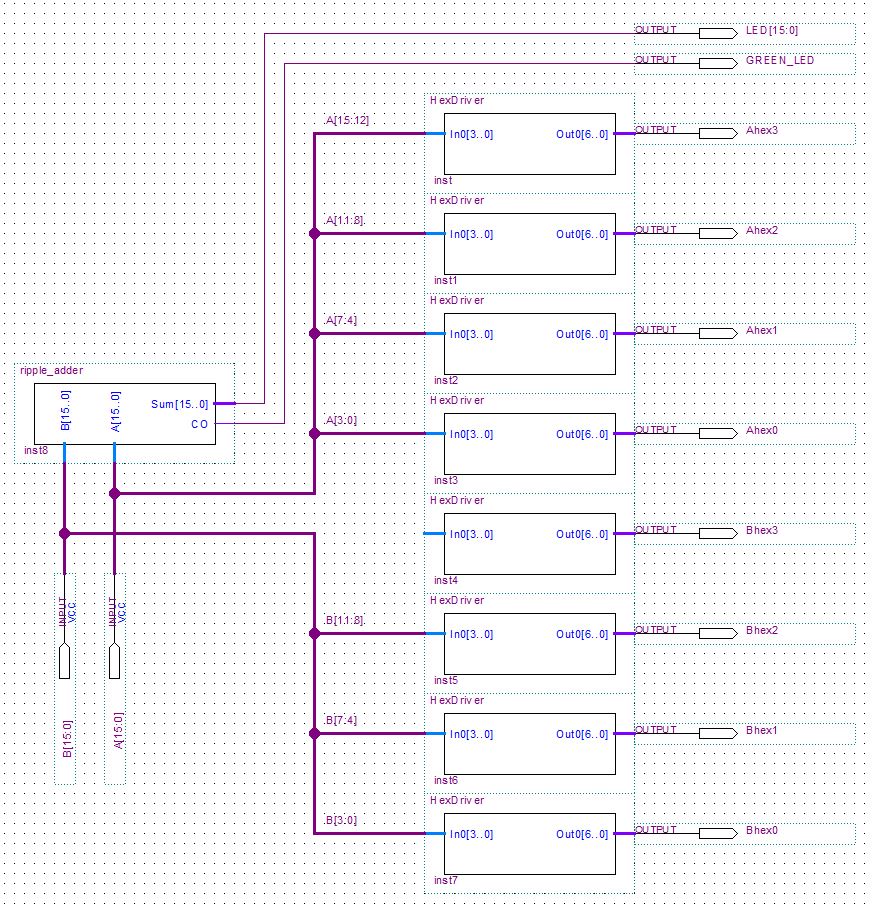 OUTPUT LED[15:0]
OUTPUT GREEN_LED
HexDriver
A[15:12]
In0[3..0] Out0[6..0]
OUTPUT Ahex3
inst
HexDriver
A[11:8]
In0[3..0] Out0[6..0]
OUTPUT Ahex2
inst1
HexDriver
A[7:4]
In0[3..0] Out0[6..0]
OUTPUT Ahex1
inst2
ripple_adder
B[15..0]
A[15..0]
Sum[15..0]
CO
inst8
HexDriver
A[3:0]
In0[3..0] Out0[6..0]
OUTPUT Ahex0
inst3
HexDriver
In0[3..0] Out0[6..0]
OUTPUT Bhex3
inst4
INPUT
VCC
B[15:0]
INPUT
VCC
A[15:0]
HexDriver
B[11:8]
In0[3..0] Out0[6..0]
OUTPUT Bhex2
inst5
HexDriver
B[7:4]
In0[3..0] Out0[6..0]
OUTPUT Bhex1
inst6
HexDriver
B[3:0]
In0[3..0] Out0[6..0]
OUTPUT Bhex0
inst7